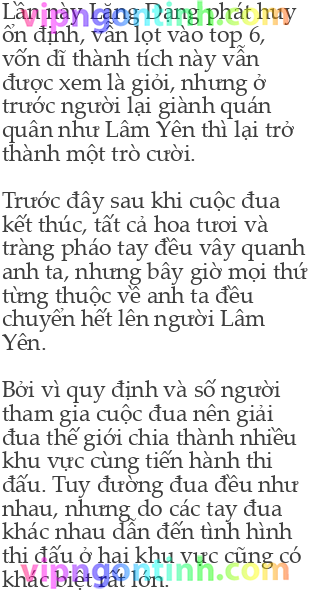 Lần này Lăng Dăng phát huy
ổn định, vẫn lọt vào top 6,
vốn dĩ thành tích này vẫn
được xem là giỏi, nhưng ở
trước người lại giành quán
quân như Lâm Yên thì lại trở
thành một trò cười.
Trước đây sau khi cuộc đua
kết thúc, tất cả hoa tươi và
tràng pháo tay đều vây quanh
anh ta, nhưng bây giờ mọi thứ
từng thuộc về anh ta đều
chuyển hết lên người Lâm
Yên.
Bởi vì quy định và số người
tham gia cuộc đua nên giải
đua thế giới chia thành nhiều
khu vực cùng tiến hành thi
đấu. Tuy đường đua đều như
nhau, nhưng do các tay đua
khác nhau dẫn đến tình hình
thi đấu ở hai khu vực cũng có
khác biệt rất lớn.
vipngontinh.com
vipngontinh.com